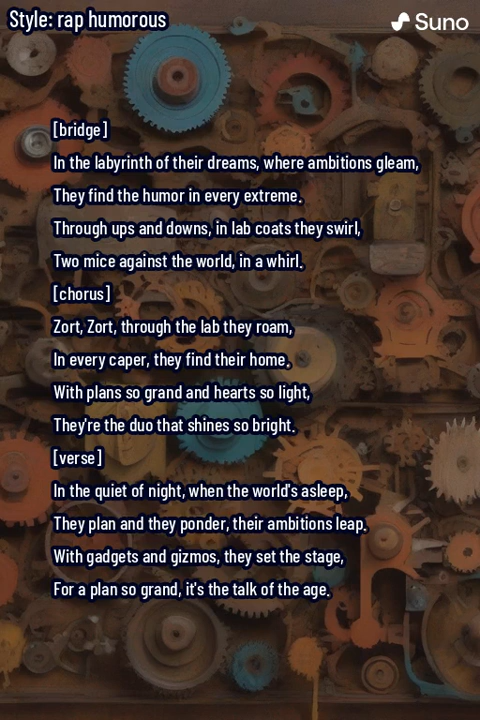 Style: rap humorous
Suno
[bridge]
In the labyrinth of their dreams, where ambitions gleam,
They find the humor in every extreme.
Through ups and downs, in lab coats they swirl,
Two mice against the world, in a whirl.
[chorus]
Zort, Zort, through the lab they roam,
In every caper, they find their home.
With plans so grand and hearts so light,
They're the duo that shines so bright.
[verse]
In the quiet of night, when the world's asleep,
They plan and they ponder, their ambitions leap.
With gadgets and gizmos, they set the stage,
For a plan so grand, it's the talk of the age.